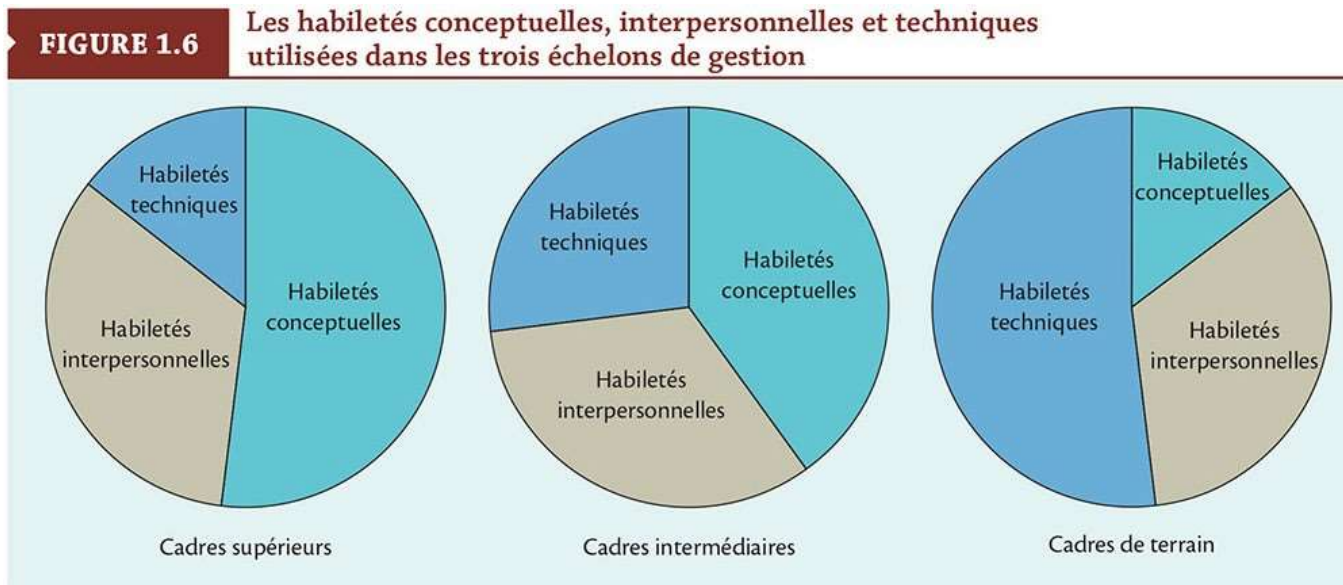 FIGURE 1.6
Les habiletés conceptuelles, interpersonnelles et techniques
utilisées dans les trois échelons de gestion
Habiletés
techniques
Habiletés
interpersonnelles
Habiletés
conceptuelles
Cadres supérieurs
Habiletés
techniques
Habiletés
conceptuelles
Habiletés
interpersonnelles
Cadres intermédiaires
Habiletés
conceptuelles
Habiletés
techniques
Habiletés
interpersonnelles
Cadres de terrain